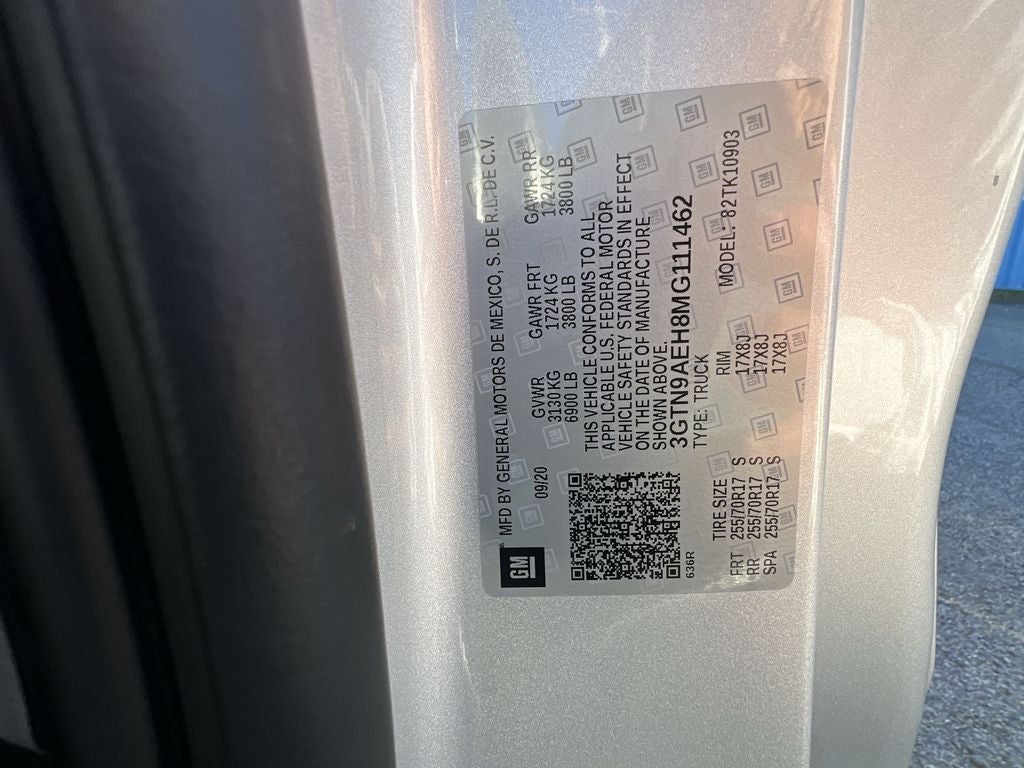 GM
MFD BY GENERAL MOTORS DE MEXICO, S. DE R.L. DE C.V.
09/20
GVWR GAWR FRT GAWR RR
3130 KG 1724 KG 1724 KG
6900 LB 3800 LB 3800 LB
THIS VEHICLE CONFORMS TO ALL
APPLICABLE U.S. FEDERAL MOTOR
VEHICLE SAFETY STANDARDS IN EFFECT
ON THE DATE OF MANUFACTURE
SHOWN ABOVE.
3GTN9AEH8MG111462
636R
TYPE: TRUCK MODEL: 82TK10903
TIRE SIZE RIM
FRT 255/70R17 S 17X8J
RR 255/70R17 S 17X8J
SPA 255/70R17 S 17X8J